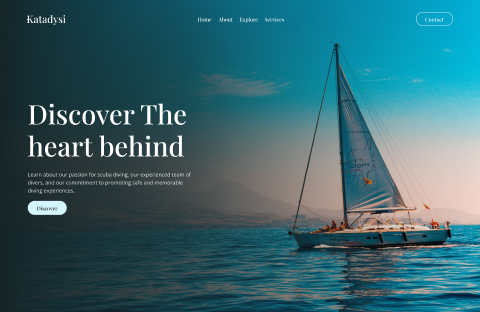 Katadysi
Home About Explore Services
Contact
Discover The
heart behind
Learn about our passion for scuba diving, our experienced team of
divers, and our commitment to promoting safe and memorable
diving experiences.
Discover